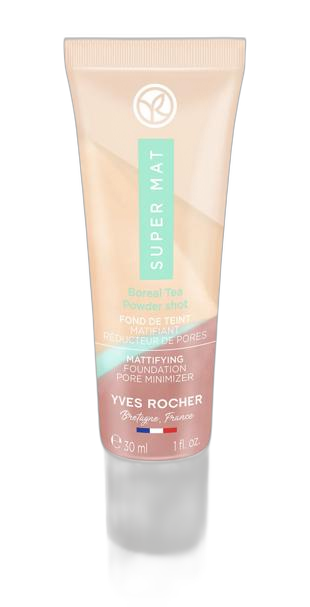 SUPER MAT
Boreal Tea
Powder shot
FOND DE TEINT
MATIFIANT
RÉDUCTEUR DE PORES
MATTIFYING
FOUNDATION
PORE MINIMIZER
YVES ROCHER
Bretagne, France
℮ 30 ml 1 fl. oz.